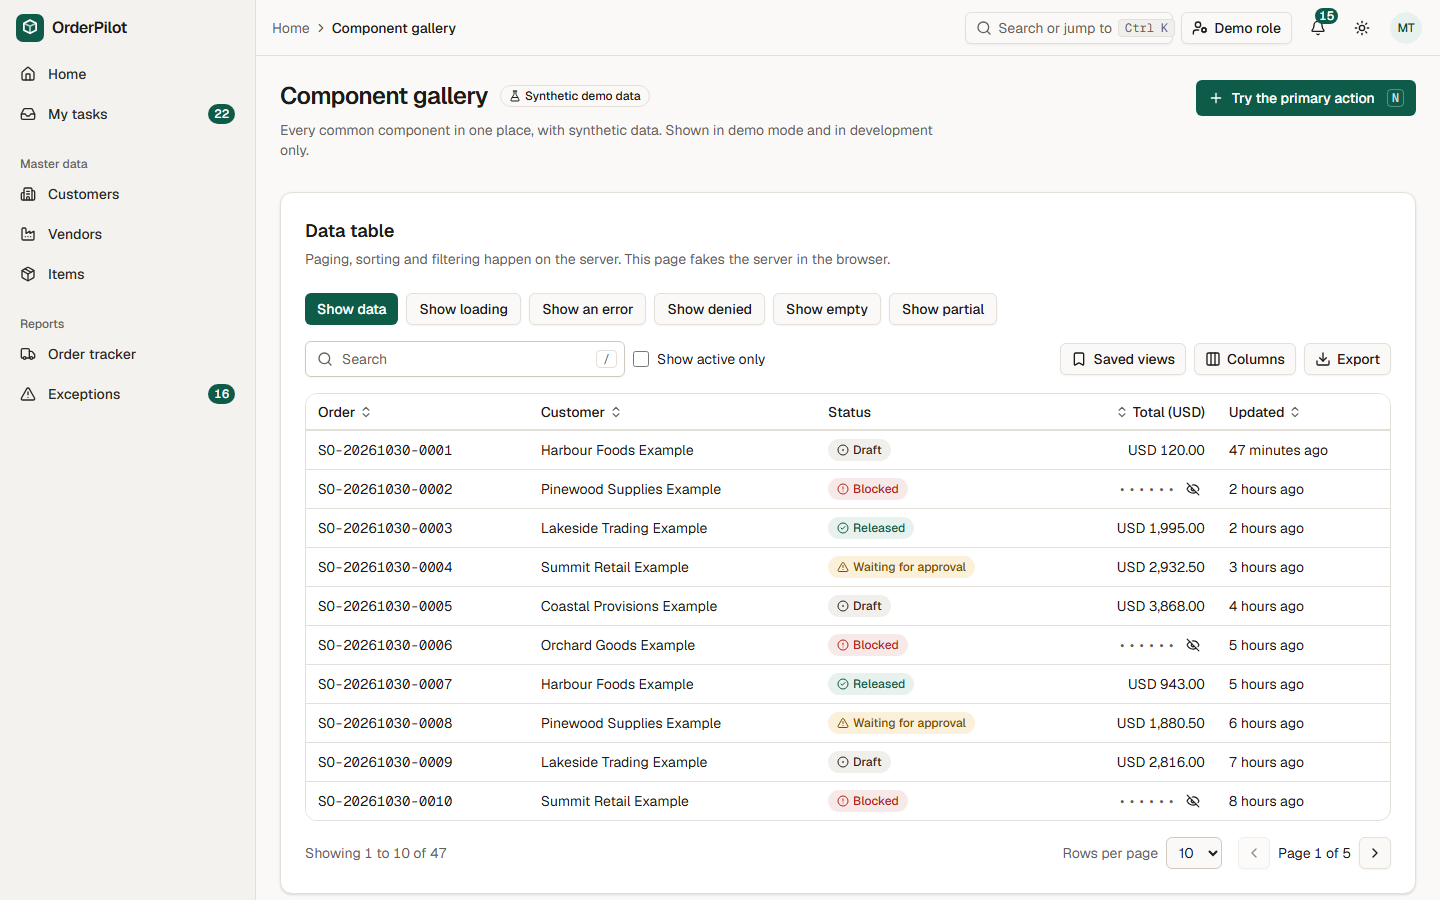 OrderPilot
Home
My tasks 22
Master data
Customers
Vendors
Items
Reports
Order tracker
Exceptions 16
Home > Component gallery
Search or jump to Ctrl K
Demo role
15
MT
Component gallery
Synthetic demo data
Try the primary action N
Every common component in one place, with synthetic data. Shown in demo mode and in development
only.
Data table
Paging, sorting and filtering happen on the server. This page fakes the server in the browser.
Show data Show loading Show an error Show denied Show empty Show partial
Search / Show active only Saved views Columns Export
Order Customer Status Total (USD) Updated
SO-20261030-0001 Harbour Foods Example Draft USD 120.00 47 minutes ago
SO-20261030-0002 Pinewood Supplies Example Blocked •••••• 2 hours ago
SO-20261030-0003 Lakeside Trading Example Released USD 1,995.00 2 hours ago
SO-20261030-0004 Summit Retail Example Waiting for approval USD 2,932.50 3 hours ago
SO-20261030-0005 Coastal Provisions Example Draft USD 3,868.00 4 hours ago
SO-20261030-0006 Orchard Goods Example Blocked •••••• 5 hours ago
SO-20261030-0007 Harbour Foods Example Released USD 943.00 5 hours ago
SO-20261030-0008 Pinewood Supplies Example Waiting for approval USD 1,880.50 6 hours ago
SO-20261030-0009 Lakeside Trading Example Draft USD 2,816.00 7 hours ago
SO-20261030-0010 Summit Retail Example Blocked •••••• 8 hours ago
Showing 1 to 10 of 47 Rows per page 10 Page 1 of 5